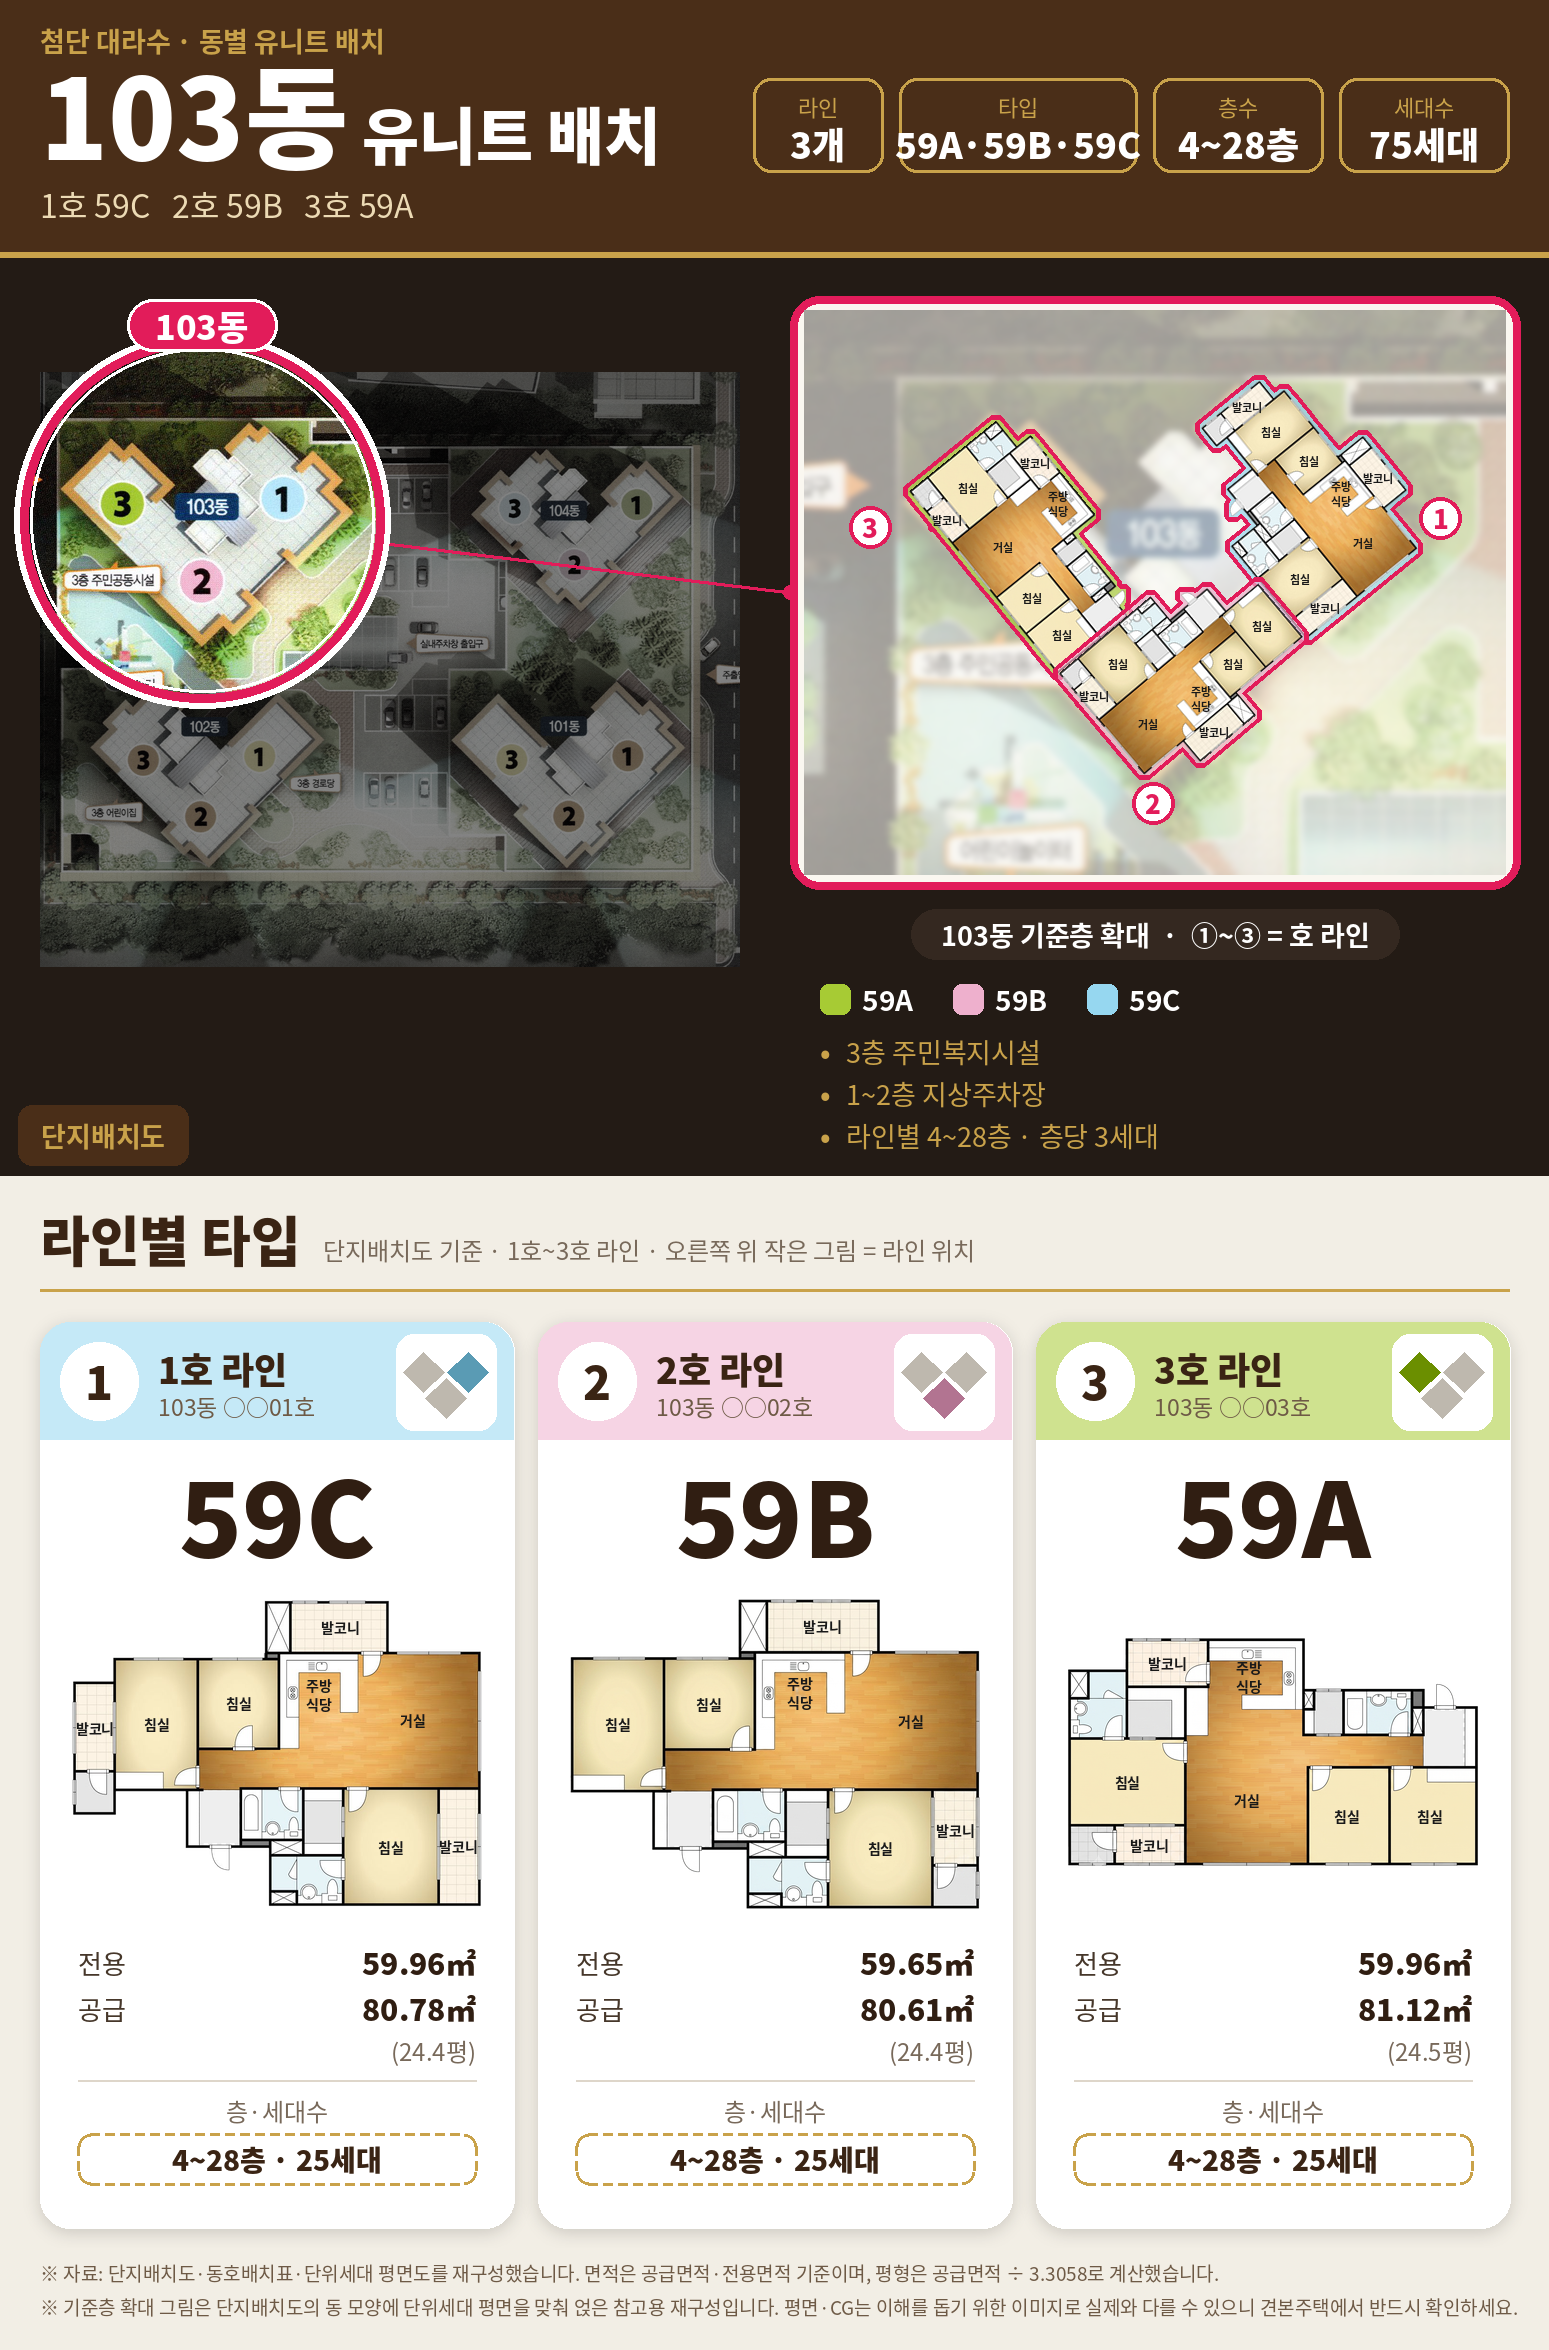 첨단 대라수 · 동별 유니트 배치
103동 유니트 배치
1호 59C 2호 59B 3호 59A
라인
3개
타입
59A·59B·59C
층수
4~28층
세대수
75세대
103동
3
103동
1
2
3층 주민공동시설
3
104동
1
2
실내주차장 출입구
102동
3
1
2
3층 어린이집
3층 경로당
101동
3
1
2
발코니
침실
침실
발코니
주방
식당
거실
침실
발코니
1
발코니
침실
주방
식당
발코니
거실
침실
침실
3
침실
침실
침실
발코니
주방
식당
거실
발코니
2
103동
어린이놀이터
103동 기준층 확대 · ①~③ = 호 라인
59A 59B 59C
• 3층 주민복지시설
• 1~2층 지상주차장
• 라인별 4~28층 · 층당 3세대
단지배치도
라인별 타입 단지배치도 기준 · 1호~3호 라인 · 오른쪽 위 작은 그림 = 라인 위치
1
1호 라인
103동 ○○01호
59C
발코니
주방
식당
침실
침실
발코니
거실
침실
발코니
전용 59.96㎡
공급 80.78㎡
(24.4평)
층·세대수
4~28층 · 25세대
2
2호 라인
103동 ○○02호
59B
발코니
주방
식당
침실
침실
거실
침실
발코니
전용 59.65㎡
공급 80.61㎡
(24.4평)
층·세대수
4~28층 · 25세대
3
3호 라인
103동 ○○03호
59A
발코니
주방
식당
침실
거실
침실
침실
발코니
전용 59.96㎡
공급 81.12㎡
(24.5평)
층·세대수
4~28층 · 25세대
※ 자료: 단지배치도·동호배치표·단위세대 평면도를 재구성했습니다. 면적은 공급면적·전용면적 기준이며, 평형은 공급면적 ÷ 3.3058로 계산했습니다.
※ 기준층 확대 그림은 단지배치도의 동 모양에 단위세대 평면을 맞춰 얹은 참고용 재구성입니다. 평면·CG는 이해를 돕기 위한 이미지로 실제와 다를 수 있으니 견본주택에서 반드시 확인하세요.